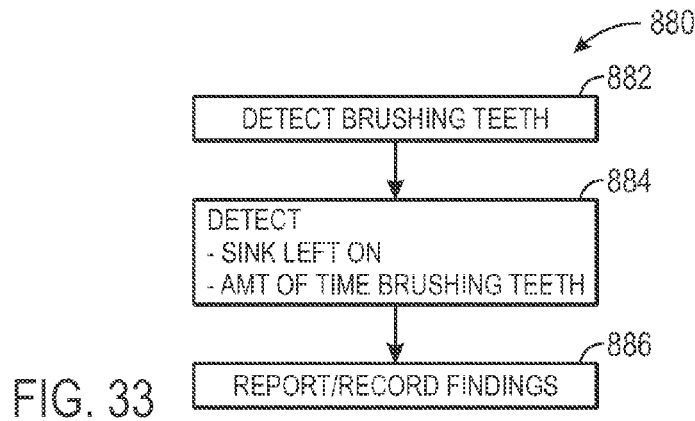 880
882
DETECT BRUSHING TEETH
884
DETECT
- SINK LEFT ON
- AMT OF TIME BRUSHING TEETH
886
REPORT/RECORD FINDINGS
FIG. 33